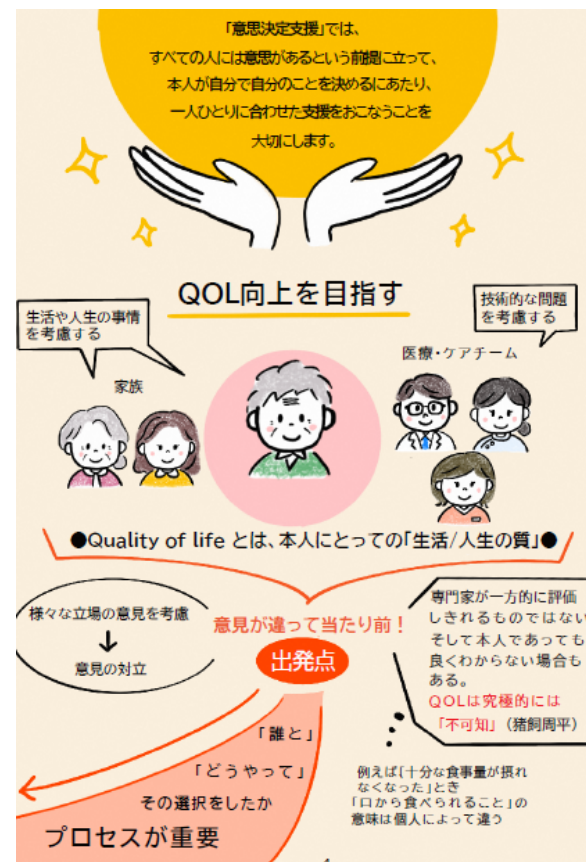 「意思決定支援」では、
すべての人には意思があるという前提に立って、
本人が自分で自分のことを決めるにあたり、
一人ひとりに合わせた支援をおこなうことを
大切にします。
QOL向上を目指す
生活や人生の事情
を考慮する
技術的な問題
を考慮する
家族
医療・ケアチーム
●Quality of life とは、本人にとっての「生活/人生の質」●
様々な立場の意見を考慮
↓
意見の対立
意見が違って当たり前！
出発点
専門家が一方的に評価
しきれるものではない
そして本人であっても
良くわからない場合も
ある。
QOLは究極的には
「不可知」（猪飼周平）
「誰と」
「どうやって」
その選択をしたか
プロセスが重要
例えば「十分な食事量が摂れ
なくなった」とき
「口から食べられること」の
意味は個人によって違う